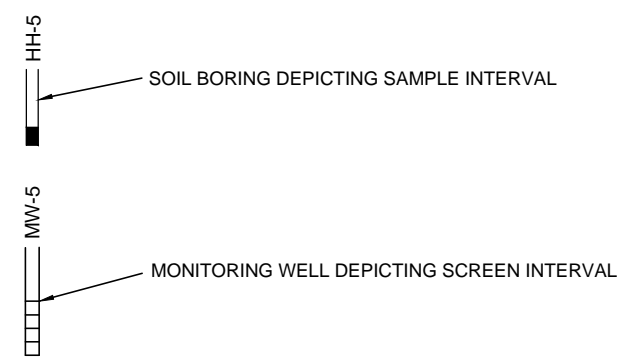 HH-5
SOIL BORING DEPICTING SAMPLE INTERVAL
MW-5
MONITORING WELL DEPICTING SCREEN INTERVAL